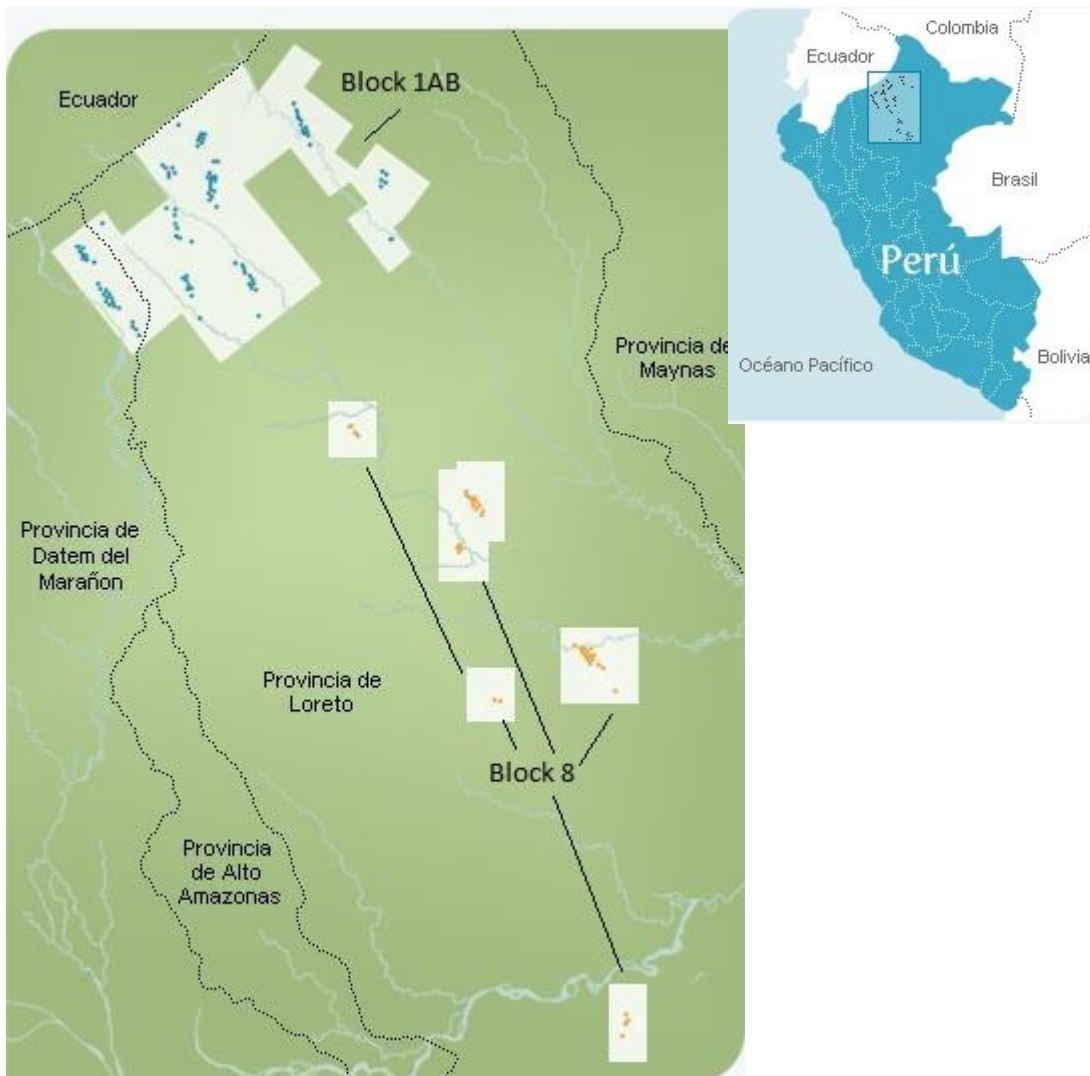 Ecuador
Block 1AB
Provincia de
Maynas
Provincia de
Datem del
Marañon
Provincia de
Loreto
Block 8
Provincia
de Alto
Amazonas
Colombia
Ecuador
Brasil
Perú
Océano Pacífico
Bolivia